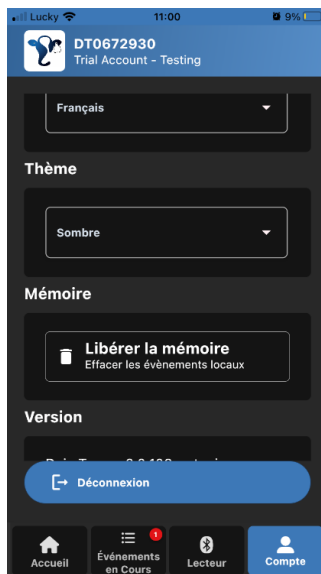 Lucky 11:00 9%
DT0672930
Trial Account - Testing
Français
Thème
Sombre
Mémoire
Libérer la mémoire
Effacer les évènements locaux
Version
Déconnexion
1
Accueil
Événements
en Cours
Lecteur
Compte